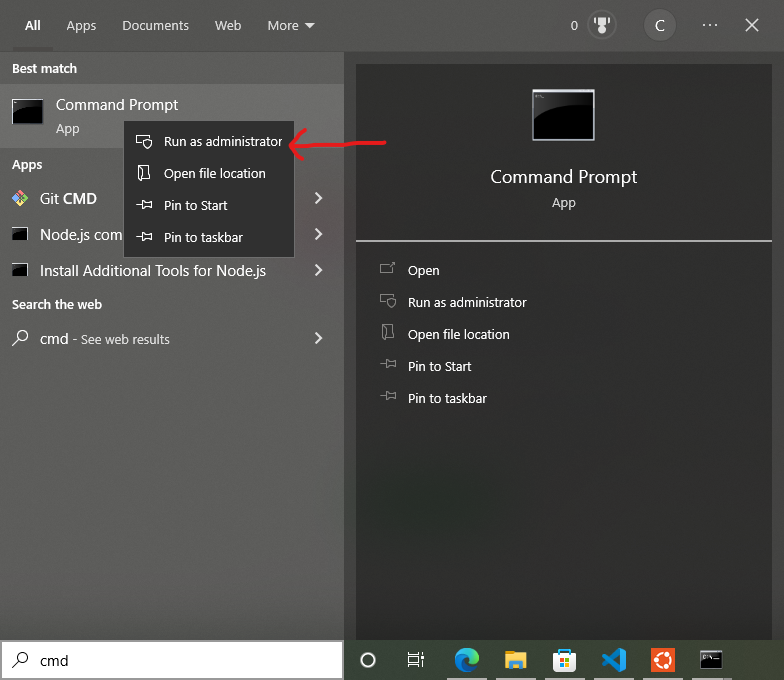 All Apps Documents Web More 0 C ...
Best match
Command Prompt
App
Run as administrator
Open file location
Pin to Start
Pin to taskbar
Apps
Git CMD
Node.js com
Install Additional Tools for Node.js
Search the web
cmd - See web results
Command Prompt
App
Open
Run as administrator
Open file location
Pin to Start
Pin to taskbar
cmd